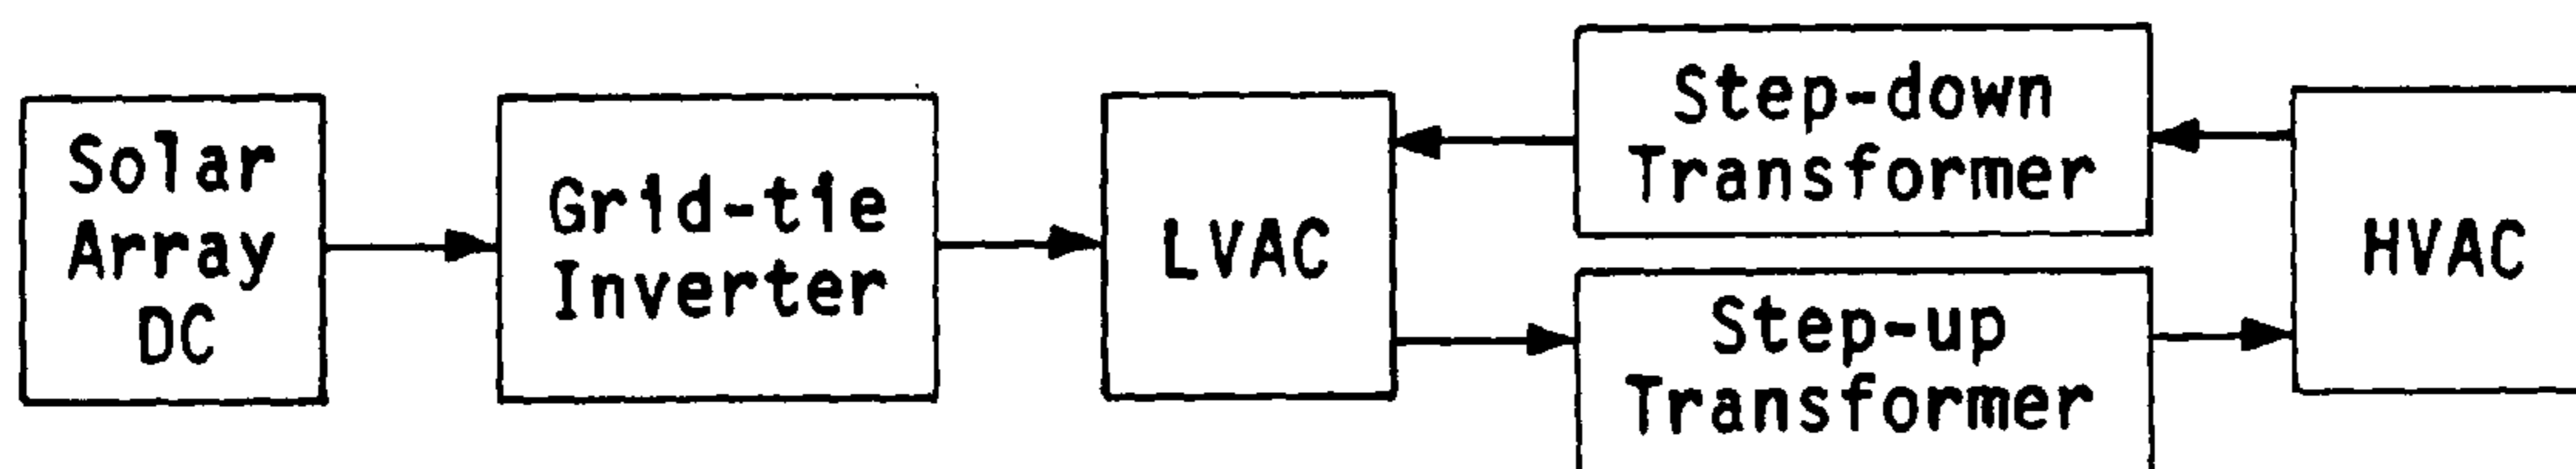 Solar
Array
DC
Grid-tie
Inverter
LVAC
Step-down
Transformer
Step-up
Transformer
HVAC